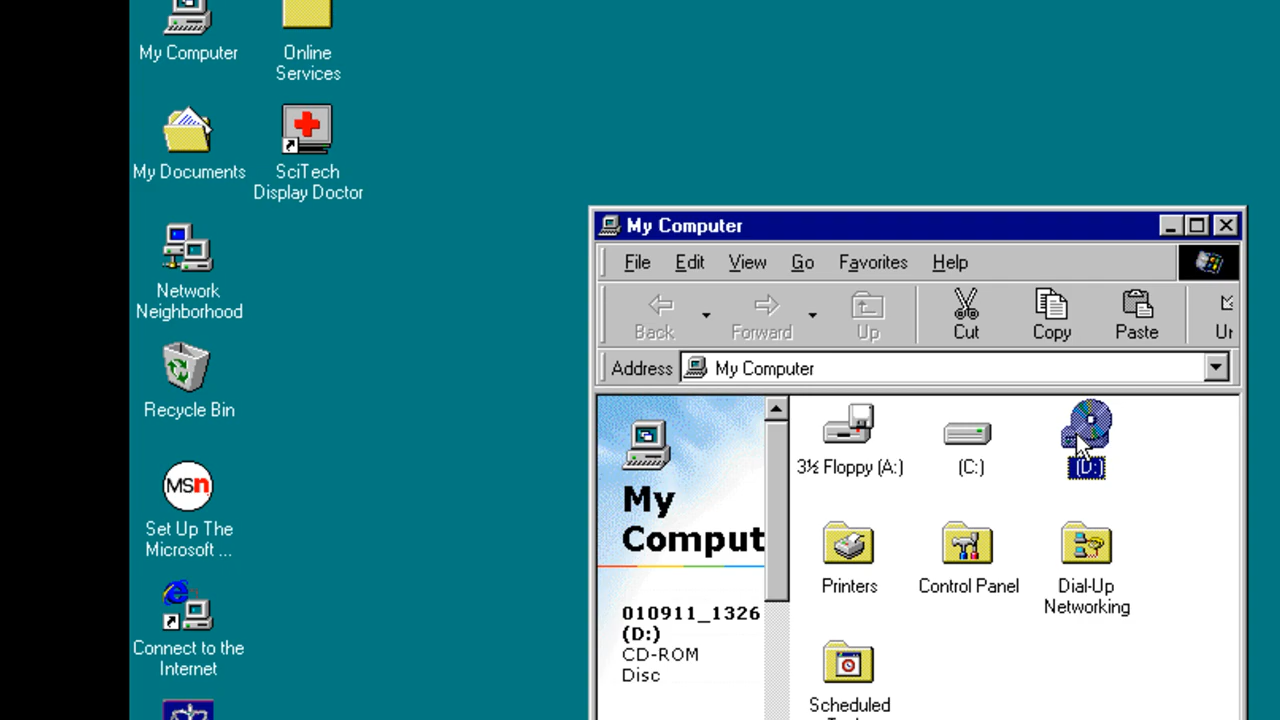 My Computer
Online
Services
My Documents
SciTech
Display Doctor
Network
Neighborhood
Recycle Bin
MSn
Set Up The
Microsoft ...
Connect to the
Internet
My Computer
File Edit View Go Favorites Help
Back Forward Up Cut Copy Paste
Address My Computer
My
Comput
010911_1326
(D:)
CD-ROM
Disc
3½ Floppy (A:) (C:) (D:)
Printers Control Panel Dial-Up
Networking
Scheduled